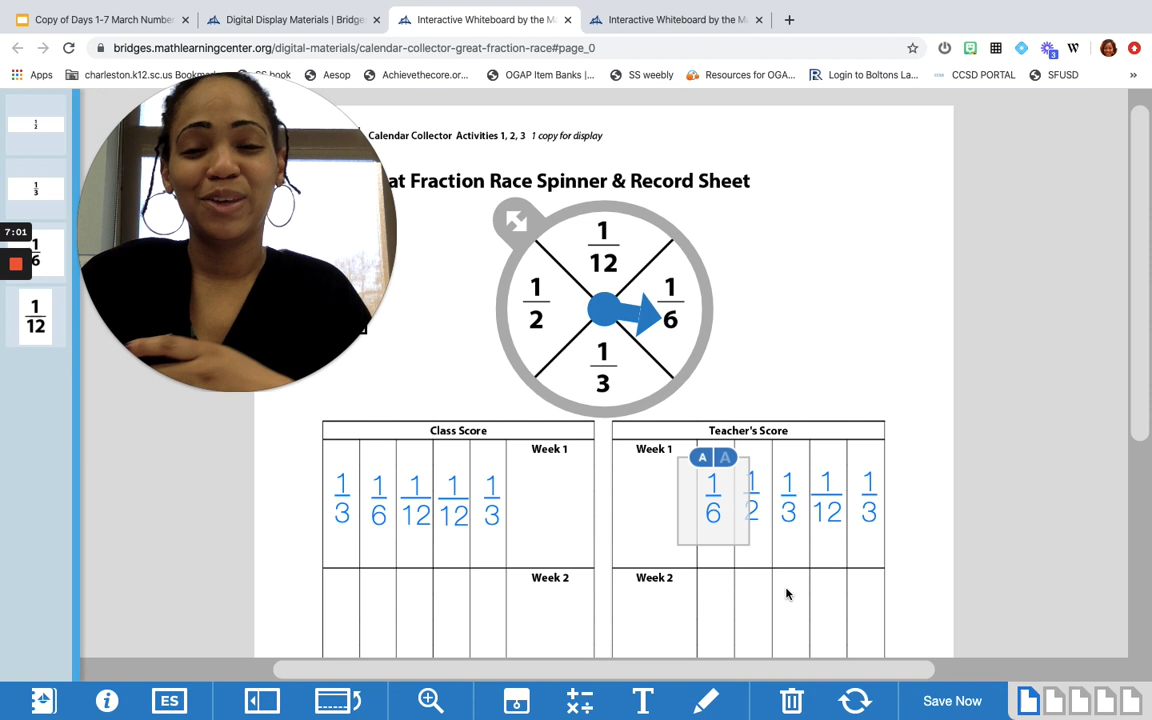 Copy of Days 1-7 March Number
Digital Display Materials | Bridge
Interactive Whiteboard by the M
Interactive Whiteboard by the M
bridges.mathlearningcenter.org/digital-materials/calendar-collector-great-fraction-race#page_0
Apps
charleston.k12.sc.us Bookm
SS book
Aesop
Achievethecore.or...
OGAP Item Banks |...
SS weekly
Resources for OGA...
Login to Boltons La...
CCSD PORTAL
SFUSD
»
1/2
1/3
7:01
1/6
1/12
Calendar Collector Activities 1, 2, 3 1 copy for display
at Fraction Race Spinner & Record Sheet
1/12
1/2
1/6
1/3
Class Score
Week 1
1/3 1/6 1/12 1/12 1/3
Week 2
Teacher's Score
Week 1
A A
1/6 1/2 1/3 1/12 1/3
Week 2
ES
T
Save Now
3
W